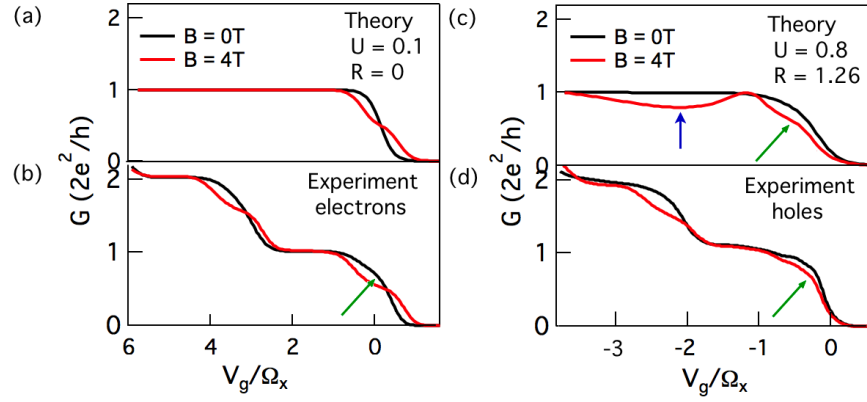 (a)
B = 0T
B = 4T
Theory
U = 0.1
R = 0
1
0
(b)
Experiment
electrons
2
1
0
G (2e²/h)
6
4
2
0
V_g/Ω_x
(c)
B = 0T
B = 4T
Theory
U = 0.8
R = 1.26
1
0
(d)
Experiment
holes
2
1
0
G (2e²/h)
-3
-2
-1
0
V_g/Ω_x